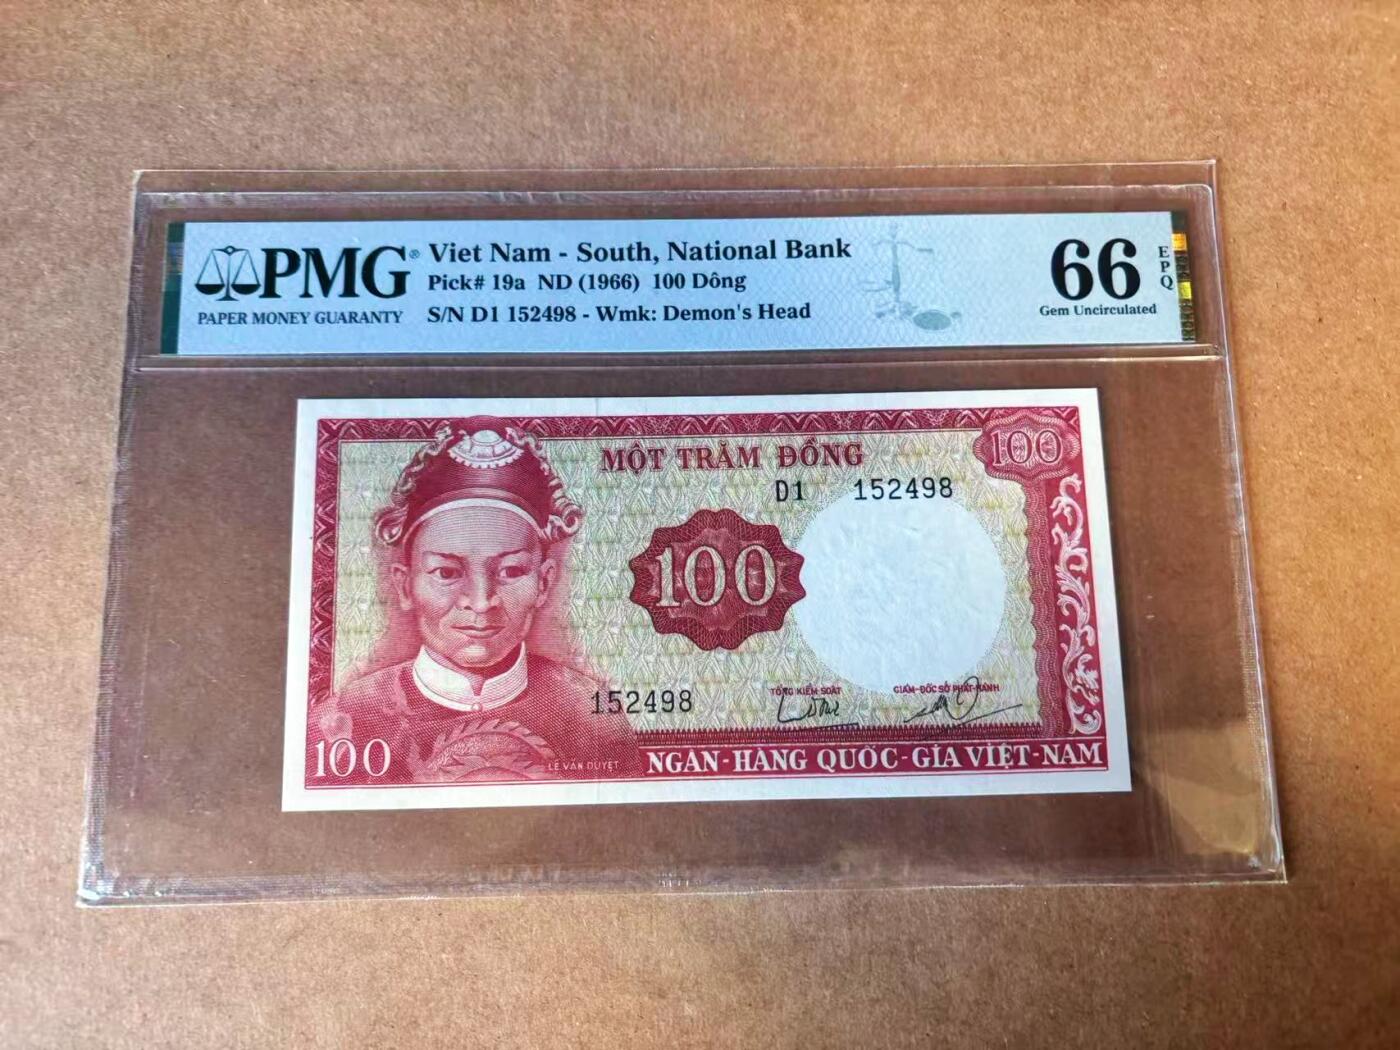 PMG®
PAPER MONEY GUARANTY
Viet Nam - South, National Bank
Pick# 19a ND (1966) 100 Dông
S/N D1 152498 - Wmk: Demon's Head
66
EPQ
Gem Uncirculated
MỘT TRĂM ĐỒNG
100
D1 152498
100
152498
TỔNG KIỂM SOÁT
GIÁM-ĐỐC SỞ PHÁT-HÀNH
100
LÊ VĂN DUYỆT
NGÂN-HÀNG QUỐC-GIA VIỆT-NAM